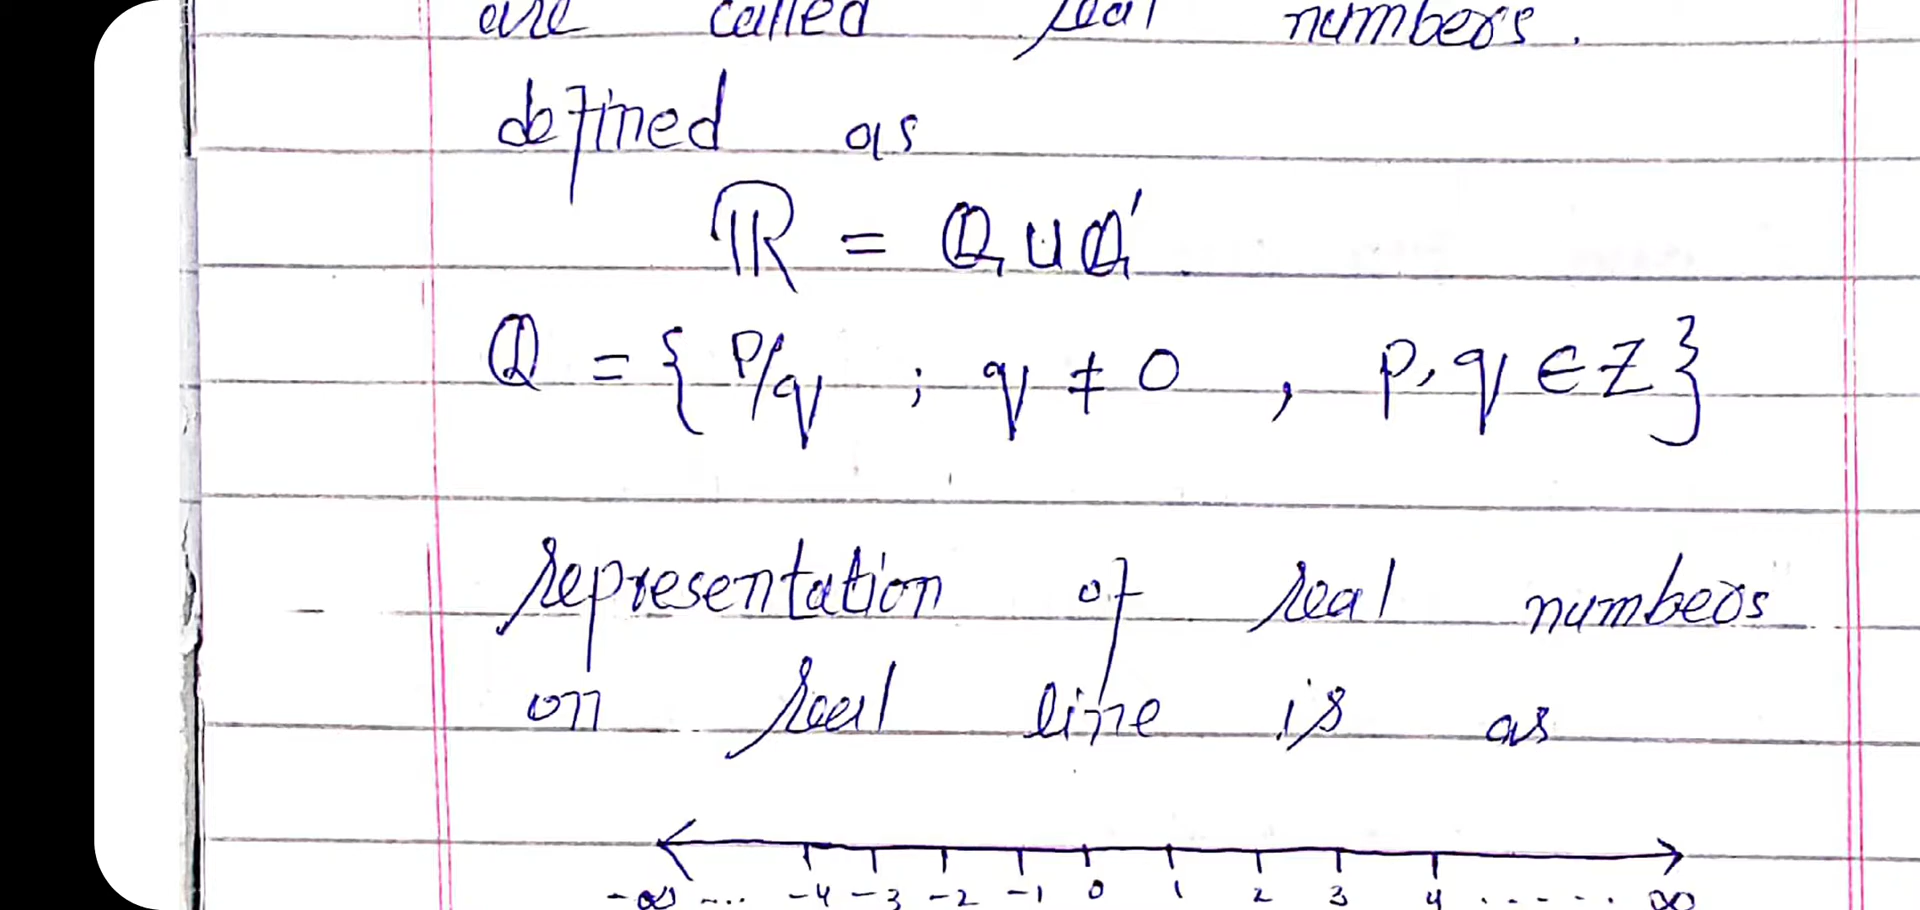 are called real numbers.
defined as
ℝ = ℚ ∪ ℚ'
ℚ = { p/q ; q ≠ 0 , p, q ∈ Z }
representation of real numbers
on real line is as
-∞ .... -4 -3 -2 -1 0 1 2 3 4 ...... ∞